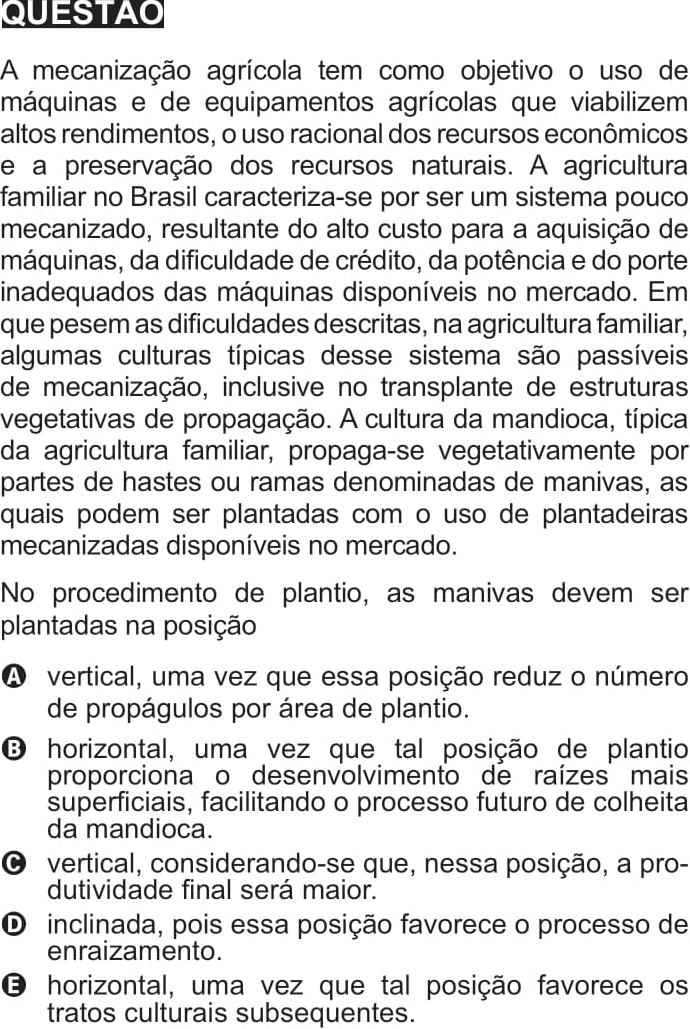 QUESTÃO
A mecanização agrícola tem como objetivo o uso de
máquinas e de equipamentos agrícolas que viabilizem
altos rendimentos, o uso racional dos recursos econômicos
e a preservação dos recursos naturais. A agricultura
familiar no Brasil caracteriza-se por ser um sistema pouco
mecanizado, resultante do alto custo para a aquisição de
máquinas, da dificuldade de crédito, da potência e do porte
inadequados das máquinas disponíveis no mercado. Em
que pesem as dificuldades descritas, na agricultura familiar,
algumas culturas típicas desse sistema são passíveis
de mecanização, inclusive no transplante de estruturas
vegetativas de propagação. A cultura da mandioca, típica
da agricultura familiar, propaga-se vegetativamente por
partes de hastes ou ramas denominadas de manivas, as
quais podem ser plantadas com o uso de plantadeiras
mecanizadas disponíveis no mercado.
No procedimento de plantio, as manivas devem ser
plantadas na posição
A vertical, uma vez que essa posição reduz o número
de propágulos por área de plantio.
B horizontal, uma vez que tal posição de plantio
proporciona o desenvolvimento de raízes mais
superficiais, facilitando o processo futuro de colheita
da mandioca.
C vertical, considerando-se que, nessa posição, a pro-
dutividade final será maior.
D inclinada, pois essa posição favorece o processo de
enraizamento.
E horizontal, uma vez que tal posição favorece os
tratos culturais subsequentes.